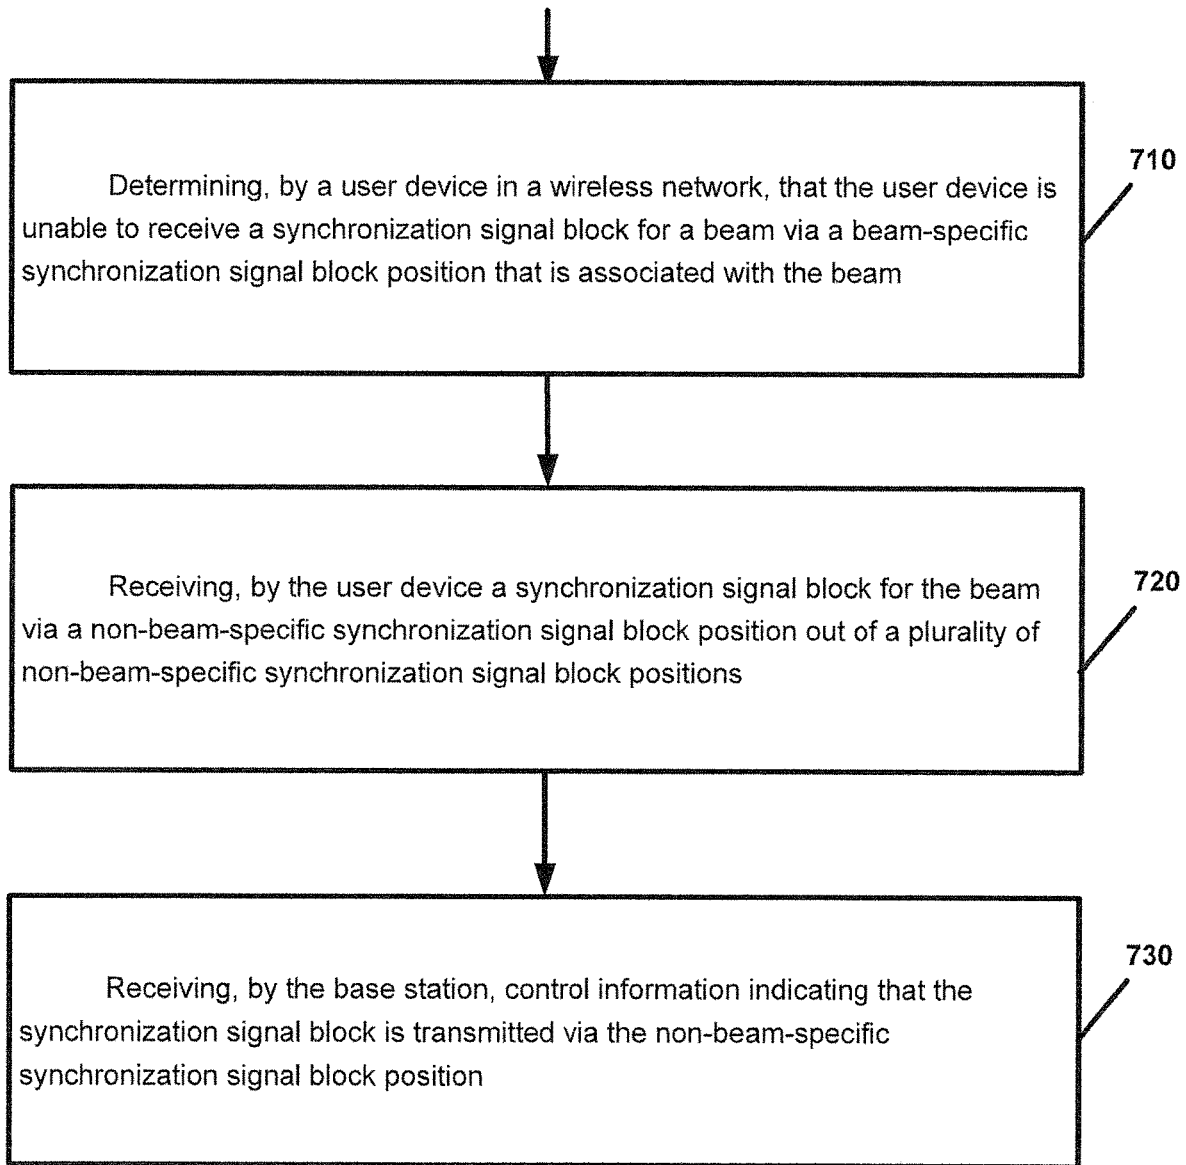 Determining, by a user device in a wireless network, that the user device is
unable to receive a synchronization signal block for a beam via a beam-specific
synchronization signal block position that is associated with the beam
710
Receiving, by the user device a synchronization signal block for the beam
via a non-beam-specific synchronization signal block position out of a plurality of
non-beam-specific synchronization signal block positions
720
Receiving, by the base station, control information indicating that the
synchronization signal block is transmitted via the non-beam-specific
synchronization signal block position
730